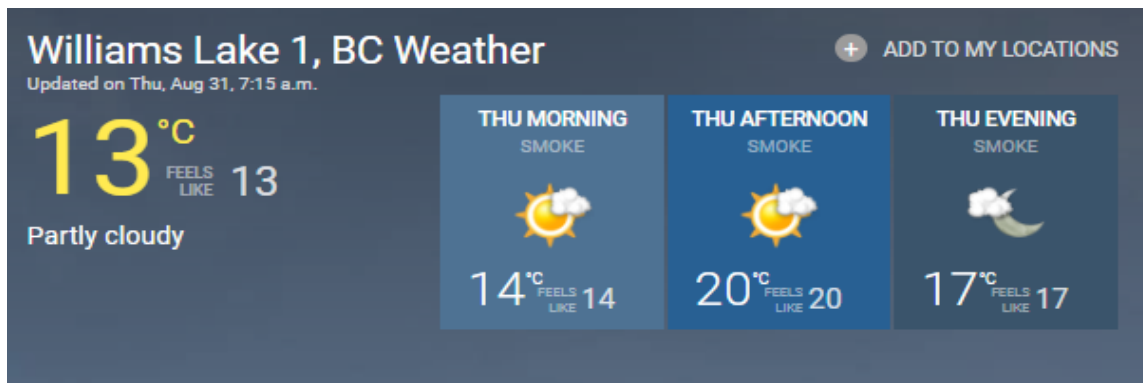 Williams Lake 1, BC Weather
ADD TO MY LOCATIONS
Updated on Thu, Aug 31, 7:15 a.m.
13°C
FEELS LIKE 13
Partly cloudy
THU MORNING
SMOKE
14°C
FEELS LIKE 14
THU AFTERNOON
SMOKE
20°C
FEELS LIKE 20
THU EVENING
SMOKE
17°C
FEELS LIKE 17